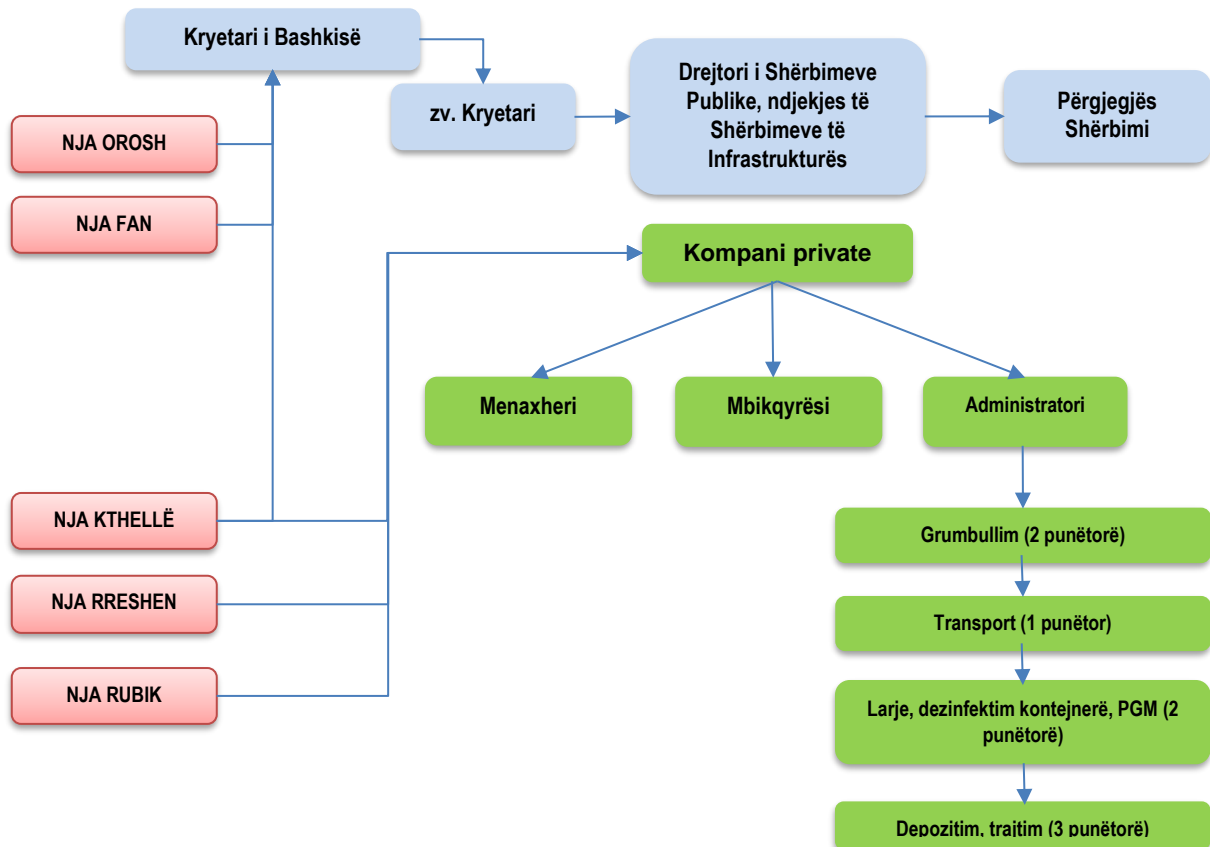 Kryetari i Bashkisë
zv. Kryetari
Drejtori i Shërbimeve
Publike, ndjekjes të
Shërbimeve të
Infrastrukturës
Përgjegjës
Shërbimi
NJA OROSH
NJA FAN
Kompani private
Menaxheri
Mbikqyrësi
Administratori
NJA KTHELLË
NJA RRESHEN
NJA RUBIK
Grumbullim (2 punëtorë)
Transport (1 punëtor)
Larje, dezinfektim kontejnerë, PGM (2
punëtorë)
Depozitim, trajtim (3 punëtorë)